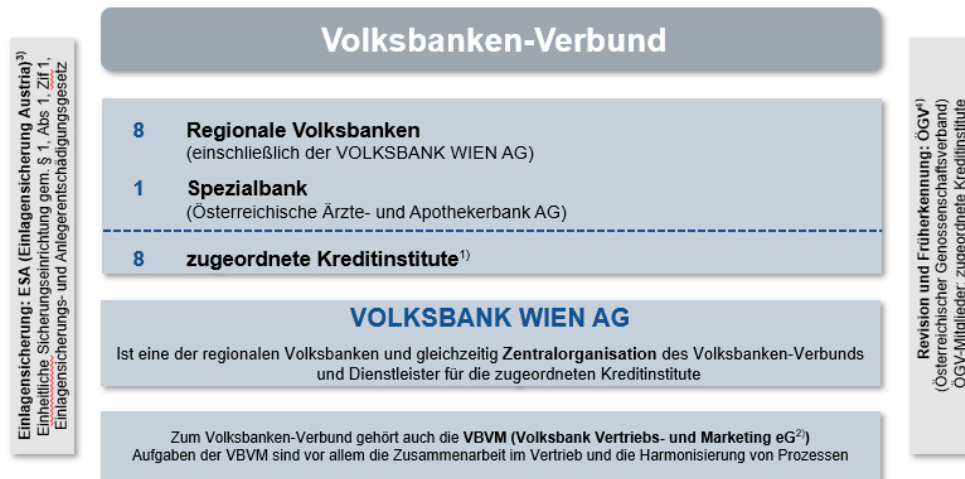 Volksbanken-Verbund
Einlagensicherung: ESA (Einlagensicherung Austria)3)
Einheitliche Sicherungseinrichtung gem. § 1, Abs 1, Zif 1,
Einlagensicherungs- und Anlegerentschädigungsgesetz
8 Regionale Volksbanken
(einschließlich der VOLKSBANK WIEN AG)
1 Spezialbank
(Österreichische Ärzte- und Apothekerbank AG)
8 zugeordnete Kreditinstitute1)
VOLKSBANK WIEN AG
Ist eine der regionalen Volksbanken und gleichzeitig Zentralorganisation des Volksbanken-Verbunds
und Dienstleister für die zugeordneten Kreditinstitute
Zum Volksbanken-Verbund gehört auch die VBVM (Volksbank Vertriebs- und Marketing eG2))
Aufgaben der VBVM sind vor allem die Zusammenarbeit im Vertrieb und die Harmonisierung von Prozessen
Revision und Früherkennung: ÖGV4)
(Österreichischer Genossenschaftsverband)
ÖGV-Mitglieder: zugeordnete Kreditinstitute